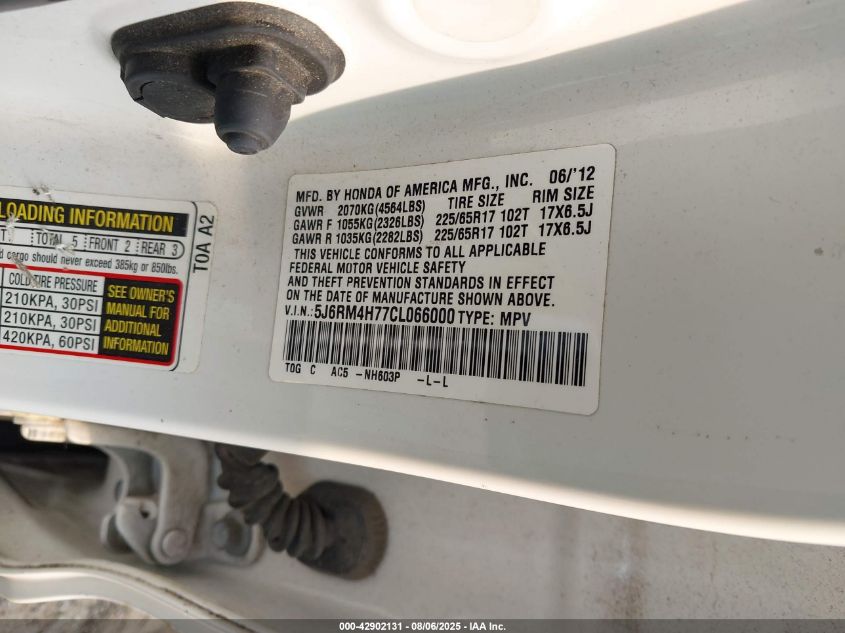 LOADING INFORMATION
TOTAL 5 FRONT 2 REAR 3
cargo should never exceed 385kg or 850lbs.
COLD TIRE PRESSURE
210KPA, 30PSI
210KPA, 30PSI
420KPA, 60PSI
SEE OWNER'S
MANUAL FOR
ADDITIONAL
INFORMATION
T0A A2
MFD. BY HONDA OF AMERICA MFG., INC. 06/'12
GVWR 2070KG(4564LBS) TIRE SIZE RIM SIZE
GAWR F 1055KG(2326LBS) 225/65R17 102T 17X6.5J
GAWR R 1035KG(2282LBS) 225/65R17 102T 17X6.5J
THIS VEHICLE CONFORMS TO ALL APPLICABLE
FEDERAL MOTOR VEHICLE SAFETY
AND THEFT PREVENTION STANDARDS IN EFFECT
ON THE DATE OF MANUFACTURE SHOWN ABOVE.
V.I.N.: 5J6RM4H77CL066000 TYPE: MPV
T0G C AC5 -NH603P -L-L
000-42902131 - 08/06/2025 - IAA Inc.